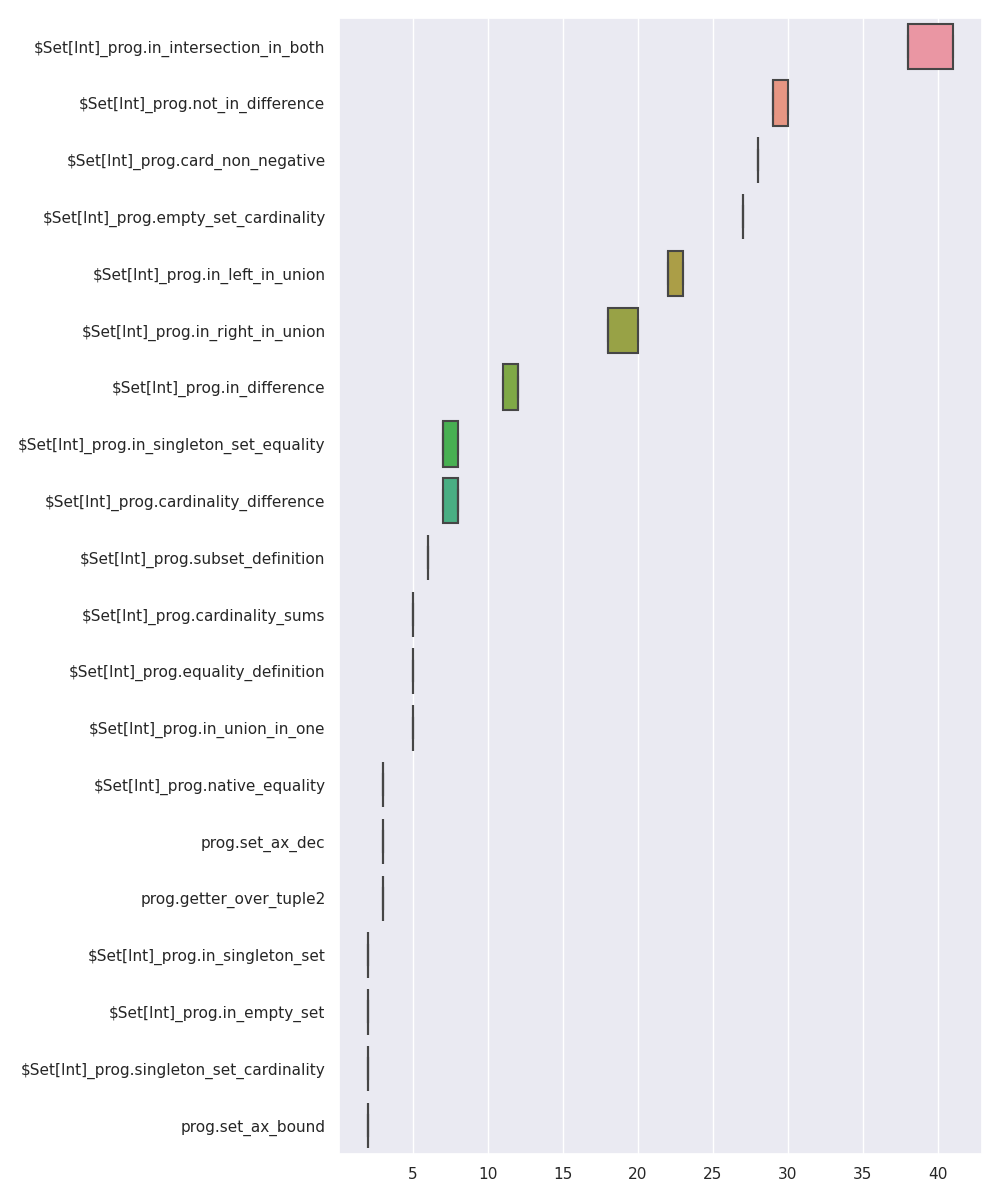 $Set[Int]_prog.in_intersection_in_both
$Set[Int]_prog.not_in_difference
$Set[Int]_prog.card_non_negative
$Set[Int]_prog.empty_set_cardinality
$Set[Int]_prog.in_left_in_union
$Set[Int]_prog.in_right_in_union
$Set[Int]_prog.in_difference
$Set[Int]_prog.in_singleton_set_equality
$Set[Int]_prog.cardinality_difference
$Set[Int]_prog.subset_definition
$Set[Int]_prog.cardinality_sums
$Set[Int]_prog.equality_definition
$Set[Int]_prog.in_union_in_one
$Set[Int]_prog.native_equality
prog.set_ax_dec
prog.getter_over_tuple2
$Set[Int]_prog.in_singleton_set
$Set[Int]_prog.in_empty_set
$Set[Int]_prog.singleton_set_cardinality
prog.set_ax_bound
5 10 15 20 25 30 35 40